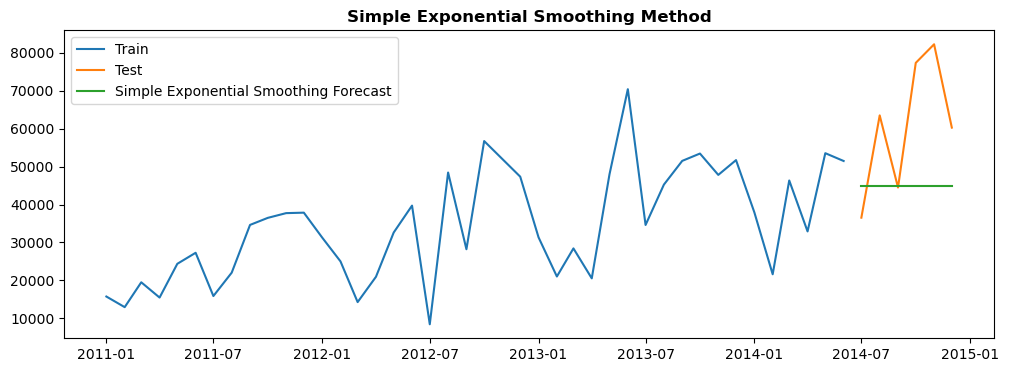 Simple Exponential Smoothing Method
Train
Test
Simple Exponential Smoothing Forecast
80000
70000
60000
50000
40000
30000
20000
10000
2011-01 2011-07 2012-01 2012-07 2013-01 2013-07 2014-01 2014-07 2015-01